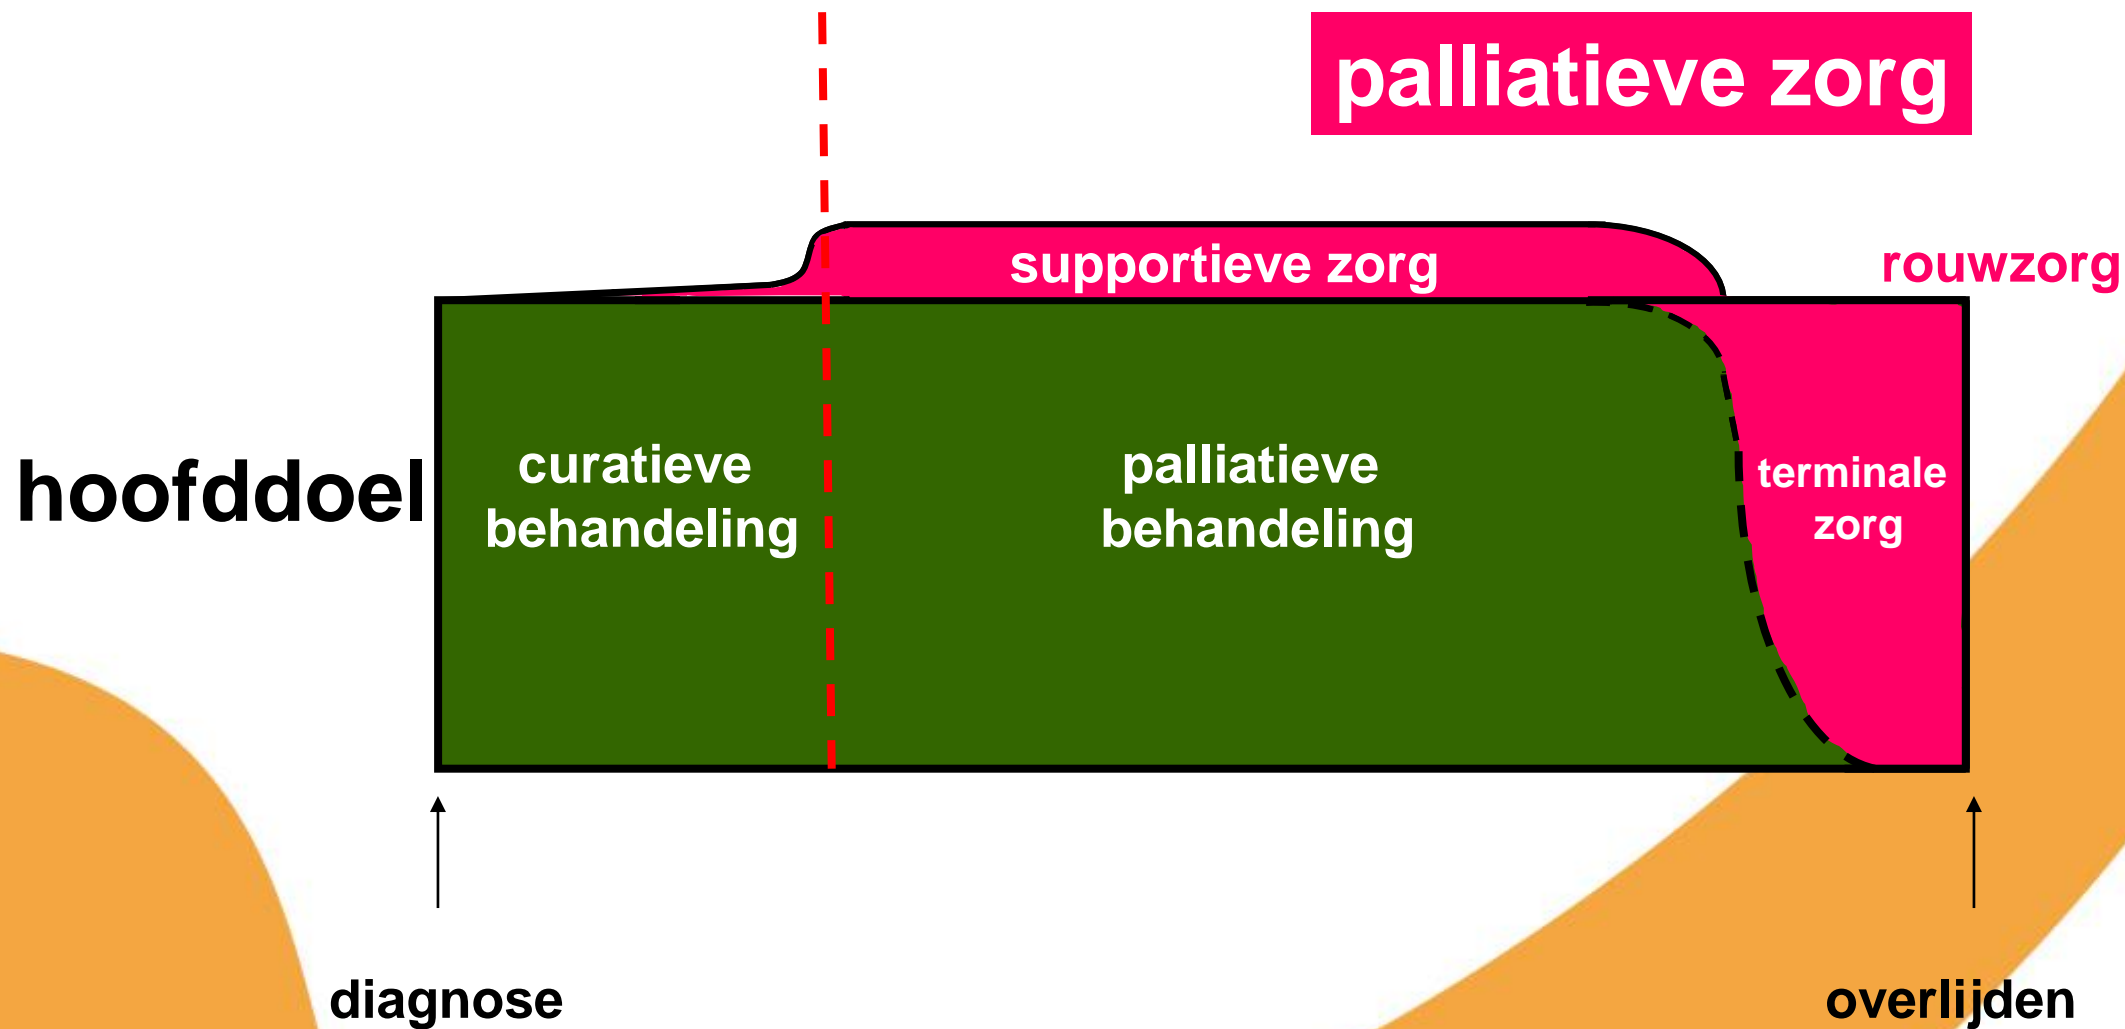 palliatieve zorg
supportieve zorg
rouwzorg
hoofddoel
curatieve
behandeling
palliatieve
behandeling
terminale
zorg
diagnose
overlijden